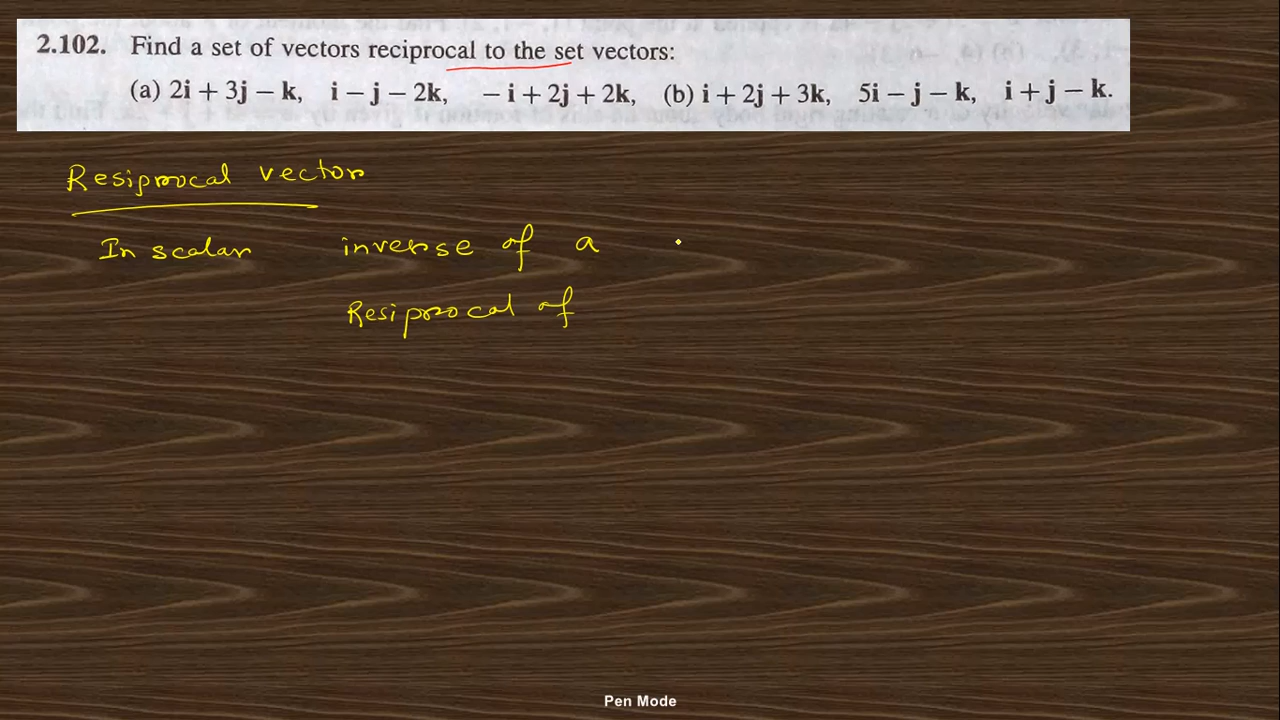 2.102. Find a set of vectors reciprocal to the set vectors:
(a) 2i + 3j − k, i − j − 2k, − i + 2j + 2k, (b) i + 2j + 3k, 5i − j − k, i + j − k.
Resiprocal vector
In scalar inverse of a
Resiprocal of
Pen Mode